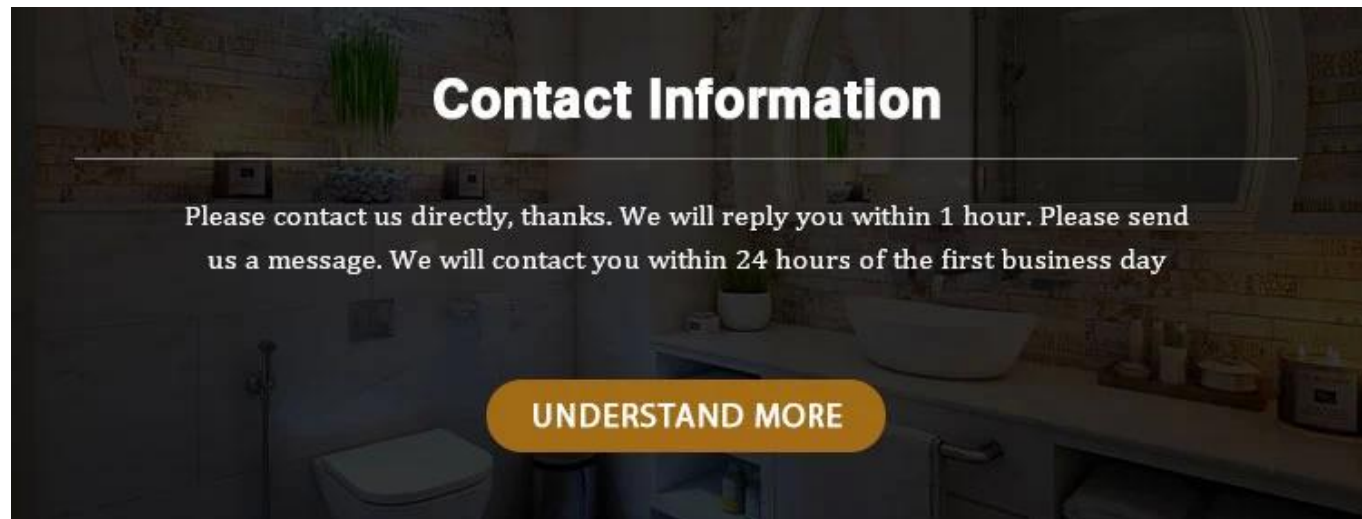 Contact Information
Please contact us directly, thanks. We will reply you within 1 hour. Please send
us a message. We will contact you within 24 hours of the first business day
UNDERSTAND MORE